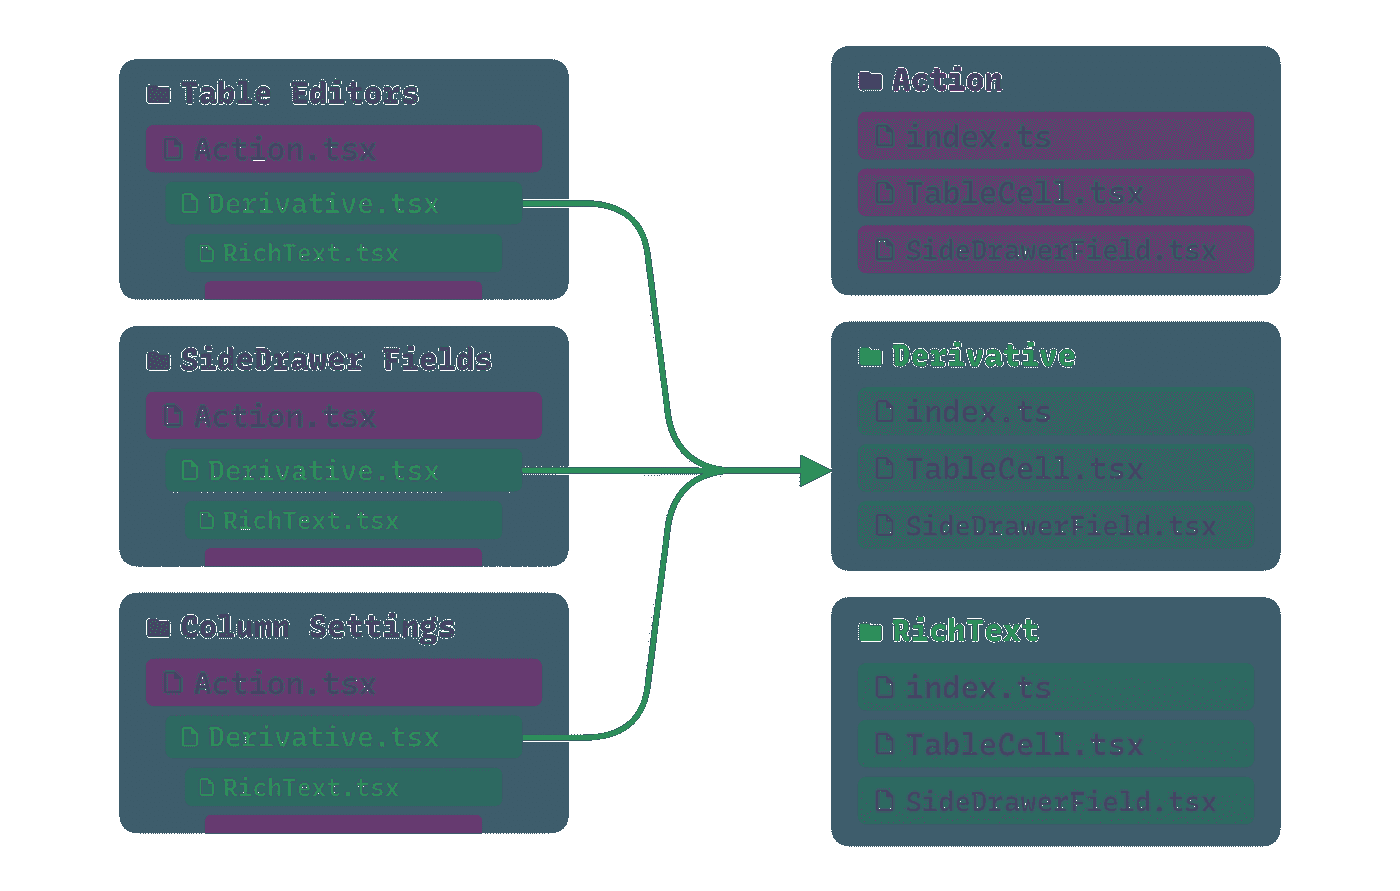 Table Editors
Action.tsx
Derivative.tsx
RichText.tsx
SideDrawer Fields
Action.tsx
Derivative.tsx
RichText.tsx
Column Settings
Action.tsx
Derivative.tsx
RichText.tsx
Action
index.ts
TableCell.tsx
SideDrawerField.tsx
Derivative
index.ts
TableCell.tsx
SideDrawerField.tsx
RichText
index.ts
TableCell.tsx
SideDrawerField.tsx